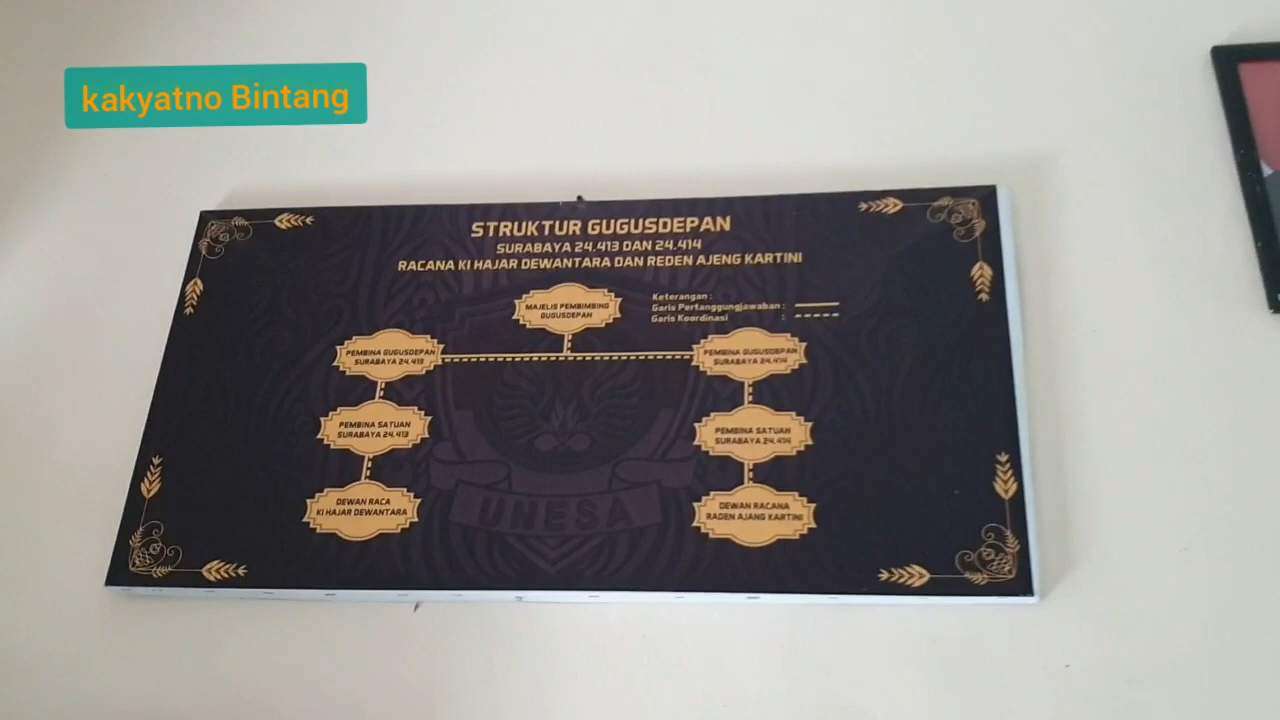 kakyatno Bintang
STRUKTUR GUGUSDEPAN
SURABAYA 24.413 DAN 24.414
RACANA KI HAJAR DEWANTARA DAN REDEN AJENG KARTINI
MAJELIS PEMBIMBING
GUGUSDEPAN
Keterangan :
Garis Pertanggungjawaban :
Garis Koordinasi :
PEMBINA GUGUSDEPAN
SURABAYA 24.413
PEMBINA GUGUSDEPAN
SURABAYA 24.414
PEMBINA SATUAN
SURABAYA 24.413
PEMBINA SATUAN
SURABAYA 24.414
DEWAN RACA
KI HAJAR DEWANTARA
DEWAN RACANA
RADEN AJANG KARTINI
UNESA